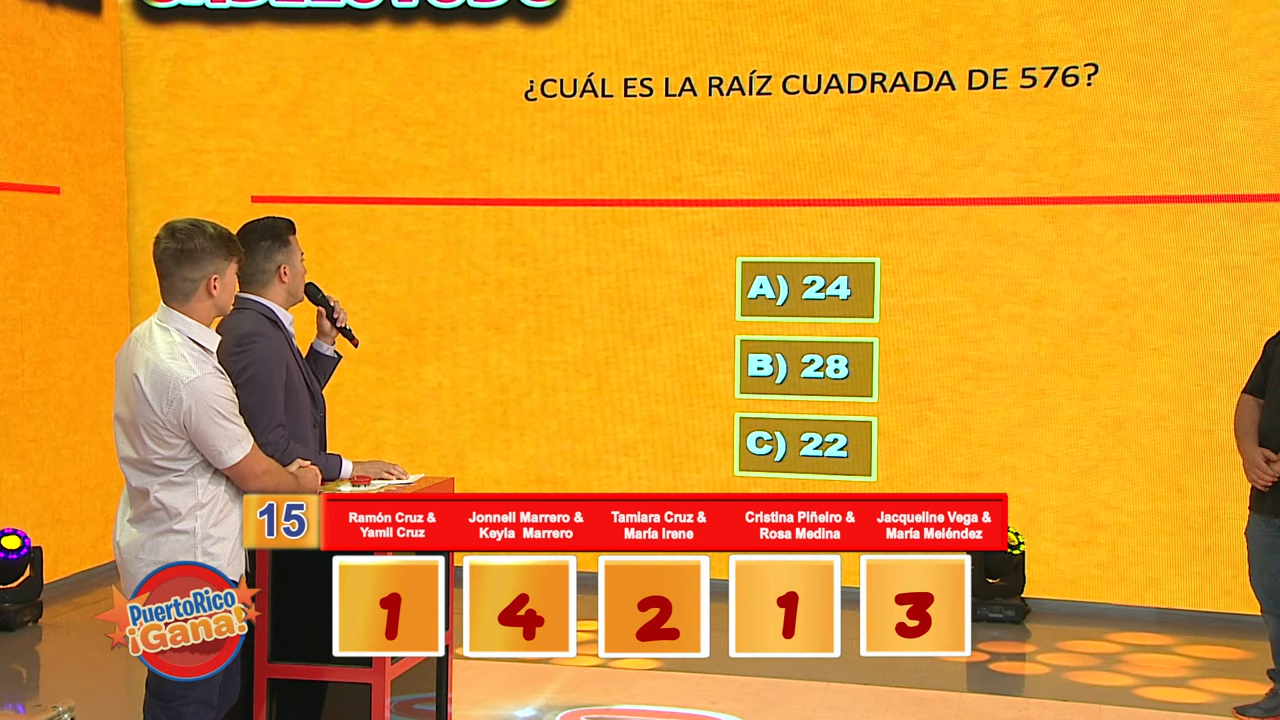 ¿CUÁL ES LA RAÍZ CUADRADA DE 576?
A) 24
B) 28
C) 22
15
Ramón Cruz &
Yamil Cruz
Jonnell Marrero &
Keyla Marrero
Tamiara Cruz &
María Irene
Cristina Piñeiro &
Rosa Medina
Jacqueline Vega &
María Meléndez
1
4
2
1
3
PuertoRico
¡Gana!